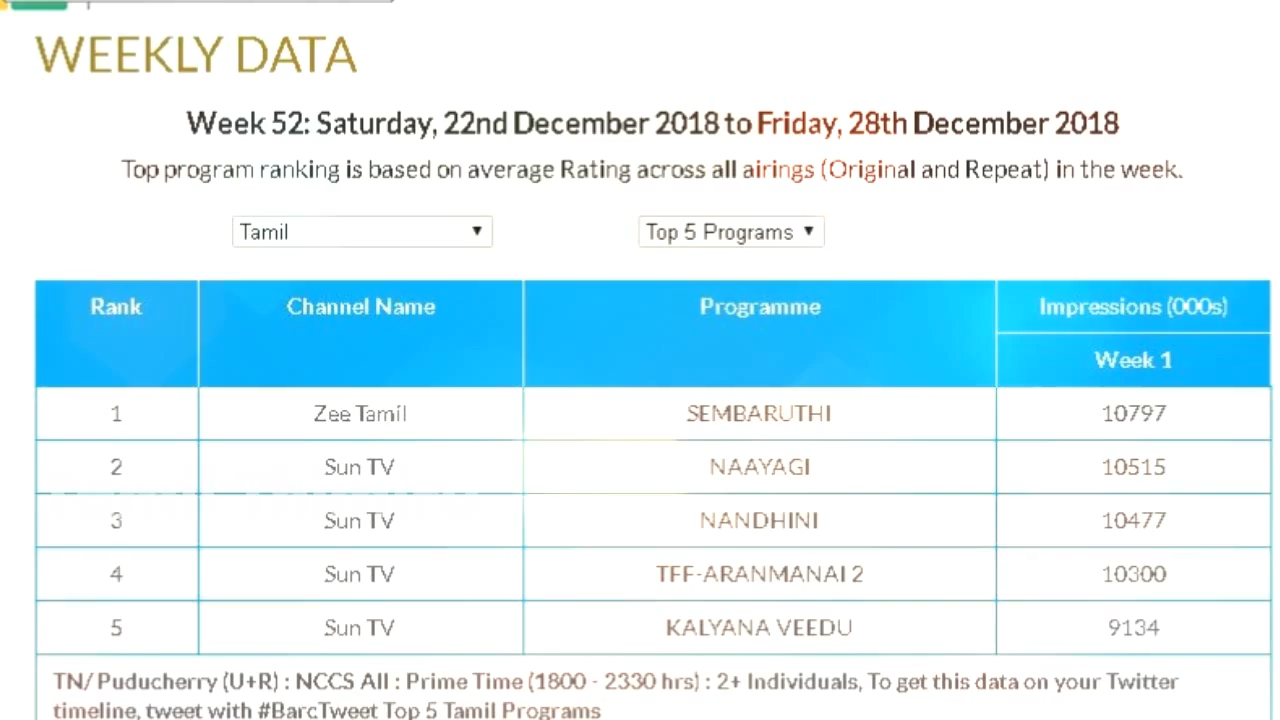 WEEKLY DATA
Week 52: Saturday, 22nd December 2018 to Friday, 28th December 2018
Top program ranking is based on average Rating across all airings (Original and Repeat) in the week.
Tamil Top 5 Programs
Rank Channel Name Programme Impressions (000s)
Week 1
1 Zee Tamil SEMBARUTHI 10797
2 Sun TV NAAYAGI 10515
3 Sun TV NANDHINI 10477
4 Sun TV TFF-ARANMANAI 2 10300
5 Sun TV KALYANA VEEDU 9134
TN/ Puducherry (U+R) : NCCS All : Prime Time (1800 - 2330 hrs) : 2+ Individuals, To get this data on your Twitter
timeline, tweet with #BarcTweet Top 5 Tamil Programs